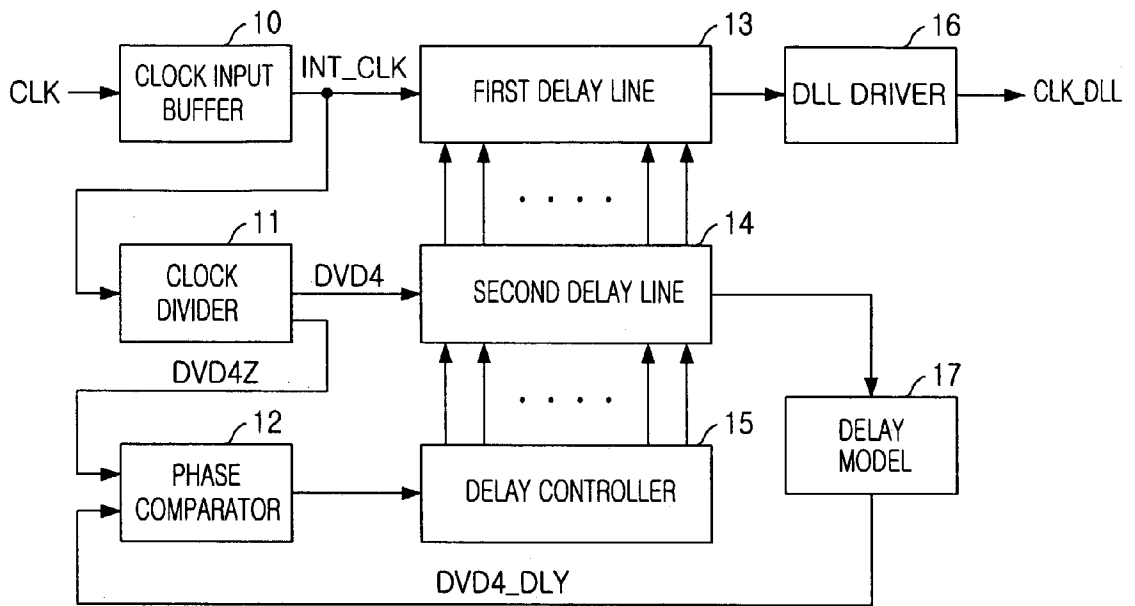 10
13
16
CLK
CLOCK INPUT
BUFFER
INT_CLK
FIRST DELAY LINE
DLL DRIVER
CLK_DLL
. . . .
11
14
CLOCK
DIVIDER
DVD4
SECOND DELAY LINE
DVD4Z
. . . .
17
12
15
DELAY
MODEL
PHASE
COMPARATOR
DELAY CONTROLLER
DVD4_DLY